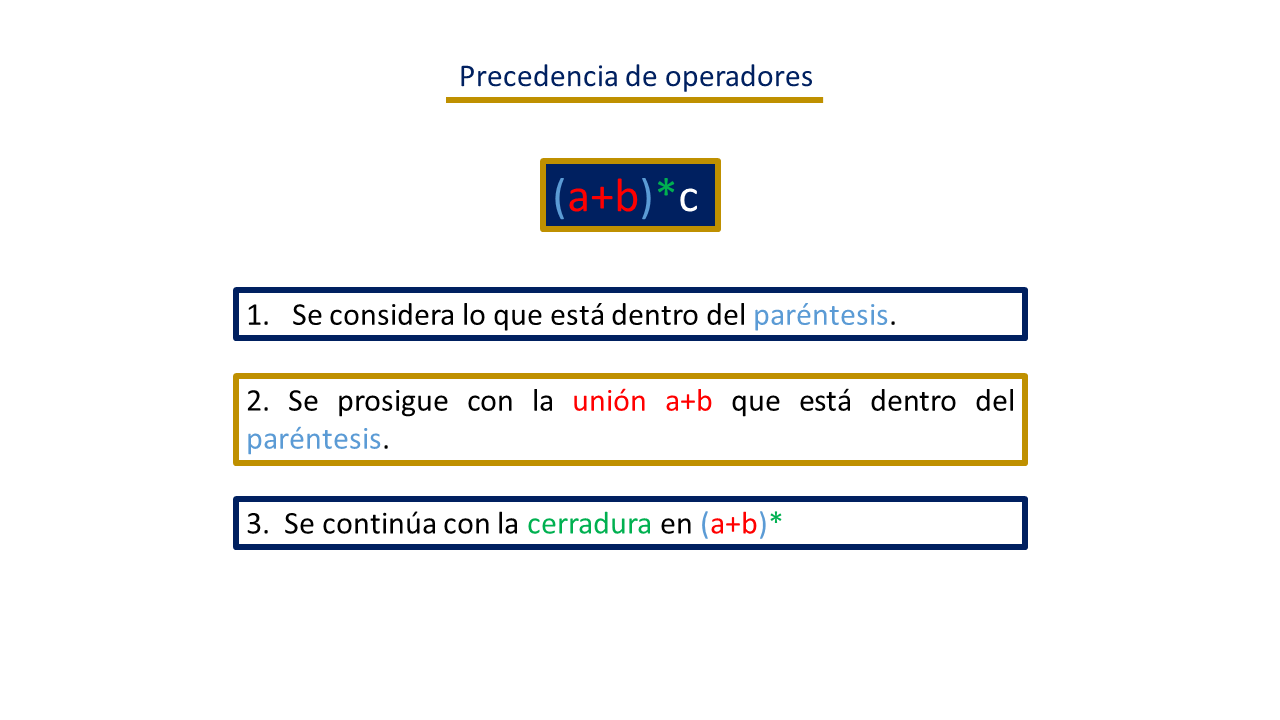 Precedencia de operadores
(a+b)*c
1. Se considera lo que está dentro del paréntesis.
2. Se prosigue con la unión a+b que está dentro del
paréntesis.
3. Se continúa con la cerradura en (a+b)*